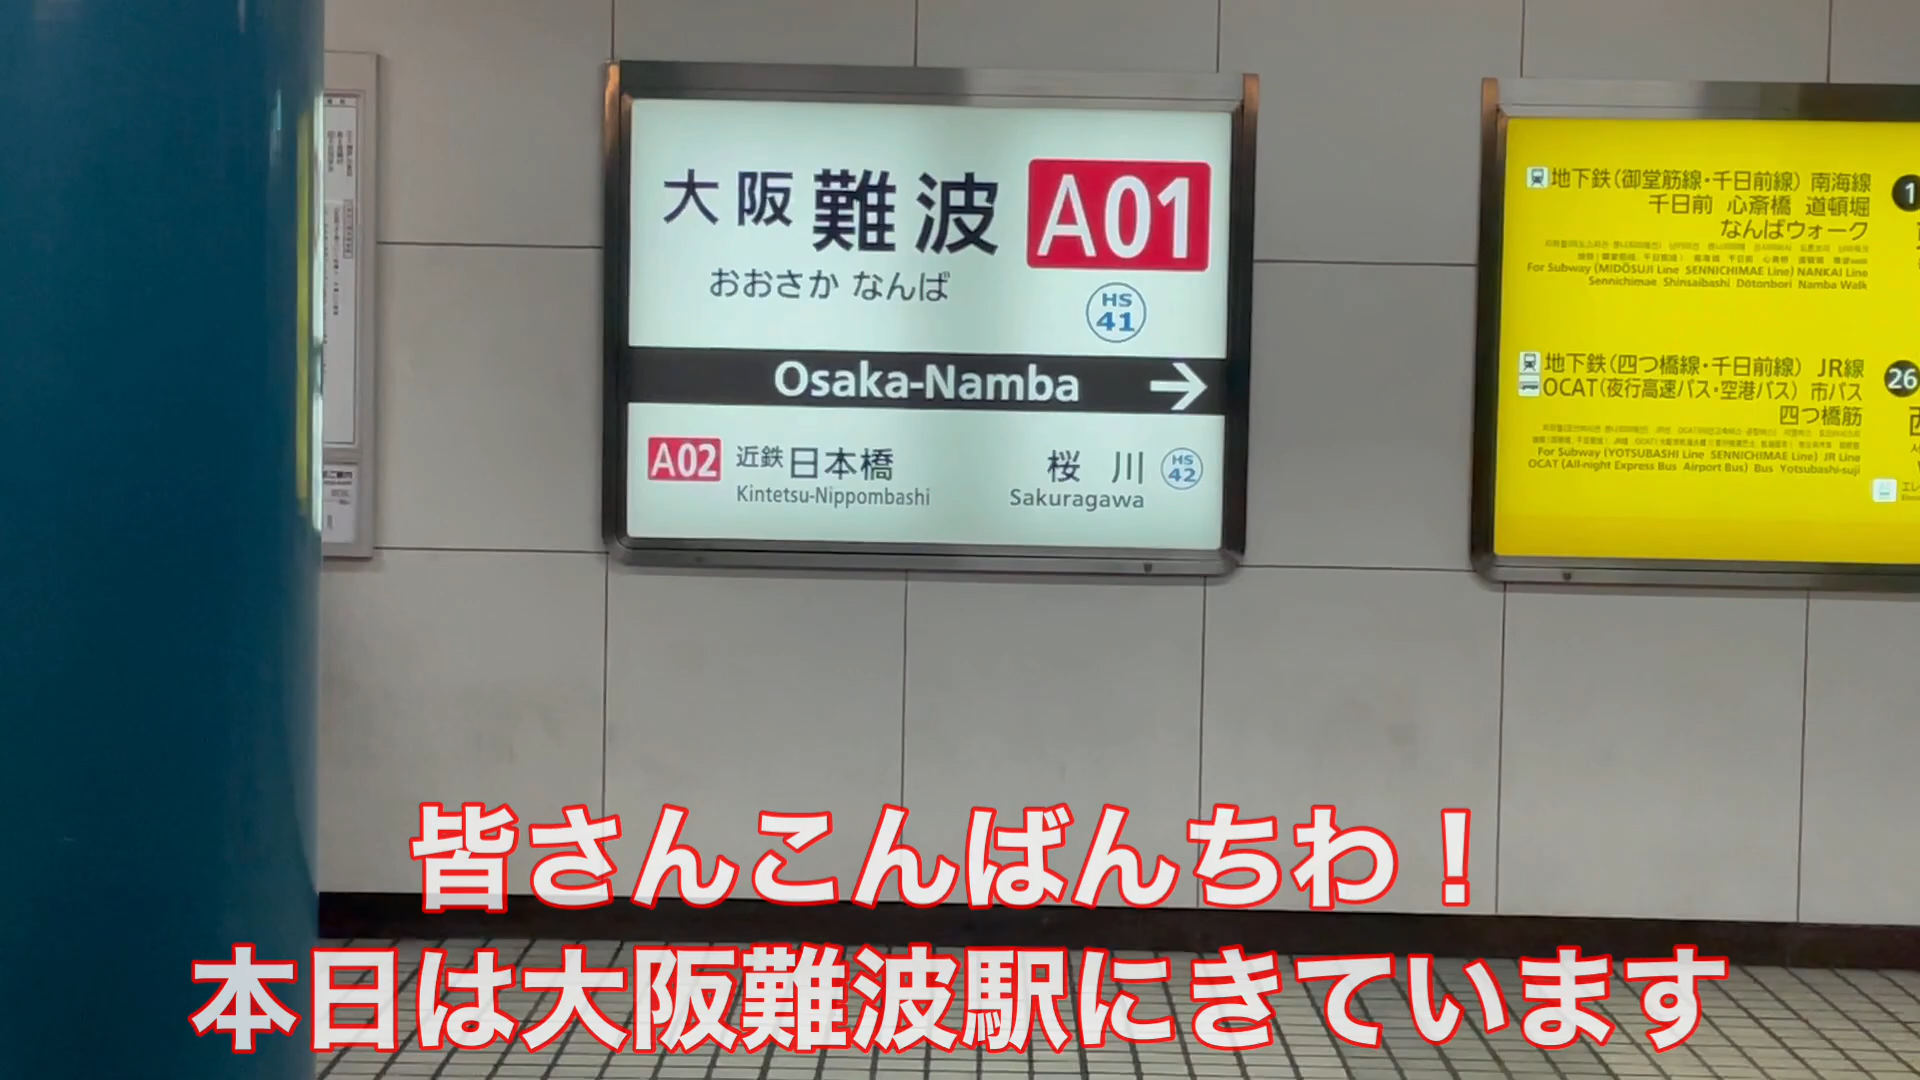 大阪難波 A01
おおさか なんば
HS
41
Osaka-Namba →
A02 近鉄日本橋
Kintetsu-Nippombashi
桜川 HS
42
Sakuragawa
地下鉄(御堂筋線・千日前線) 南海線
千日前 心斎橋 道頓堀
なんばウォーク
For Subway (MIDŌSUJI Line SENNICHIMAE Line) NANKAI Line
Sennichimae Shinsaibashi Dōtonbori Namba Walk
1
地下鉄(四つ橋線・千日前線) JR線
OCAT(夜行高速バス・空港バス) 市バス
四つ橋筋
For Subway (YOTSUBASHI Line SENNICHIMAE Line) JR Line
OCAT (All-night Express Bus Airport Bus) Bus Yotsubashi-suji
26
皆さんこんばんちわ！
本日は大阪難波駅にきています